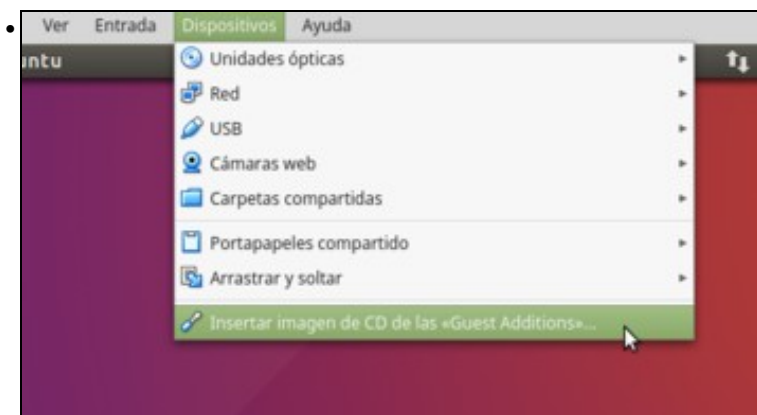 Ver Entrada Dispositivos Ayuda
untu
Unidades ópticas
Red
USB
Cámaras web
Carpetas compartidas
Portapapeles compartido
Arrastrar y soltar
Insertar imagen de CD de las «Guest Additions»...